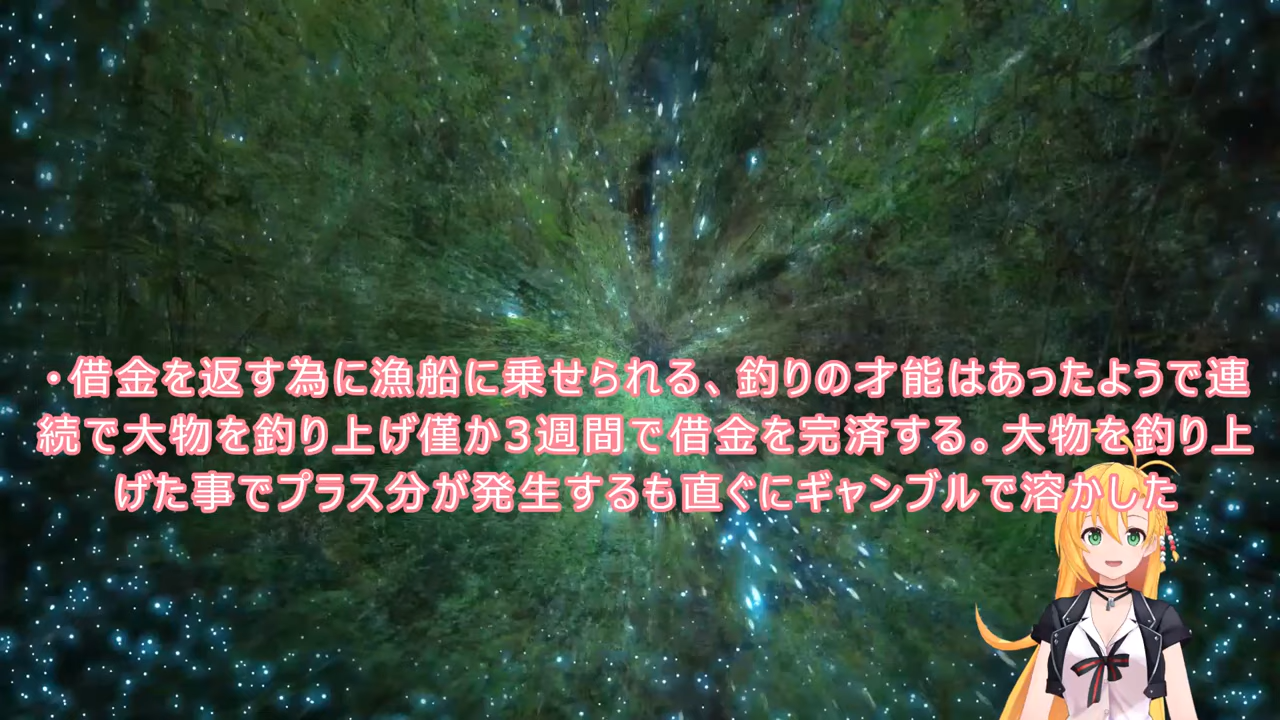 ・借金を返す為に漁船に乗せられる、釣りの才能はあったようで連
続で大物を釣り上げ僅か3週間で借金を完済する。大物を釣り上
げた事でプラス分が発生するも直ぐにギャンブルで溶かした